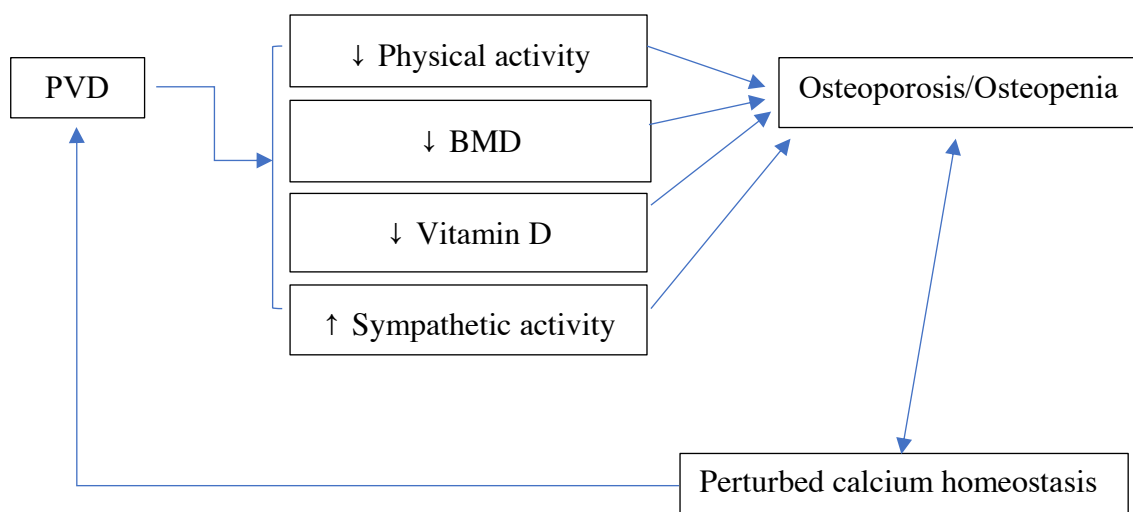 PVD
↓ Physical activity
↓ BMD
↓ Vitamin D
↑ Sympathetic activity
Osteoporosis/Osteopenia
Perturbed calcium homeostasis